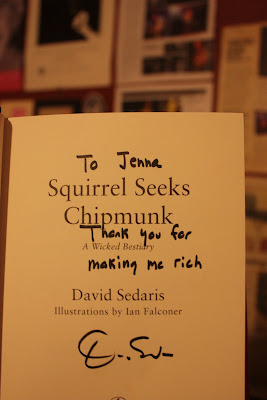 To Jenna
Squirrel Seeks
Chipmunk
Thank you for
A Wicked Bestiary
making me rich
David Sedaris
Illustrations by Ian Falconer